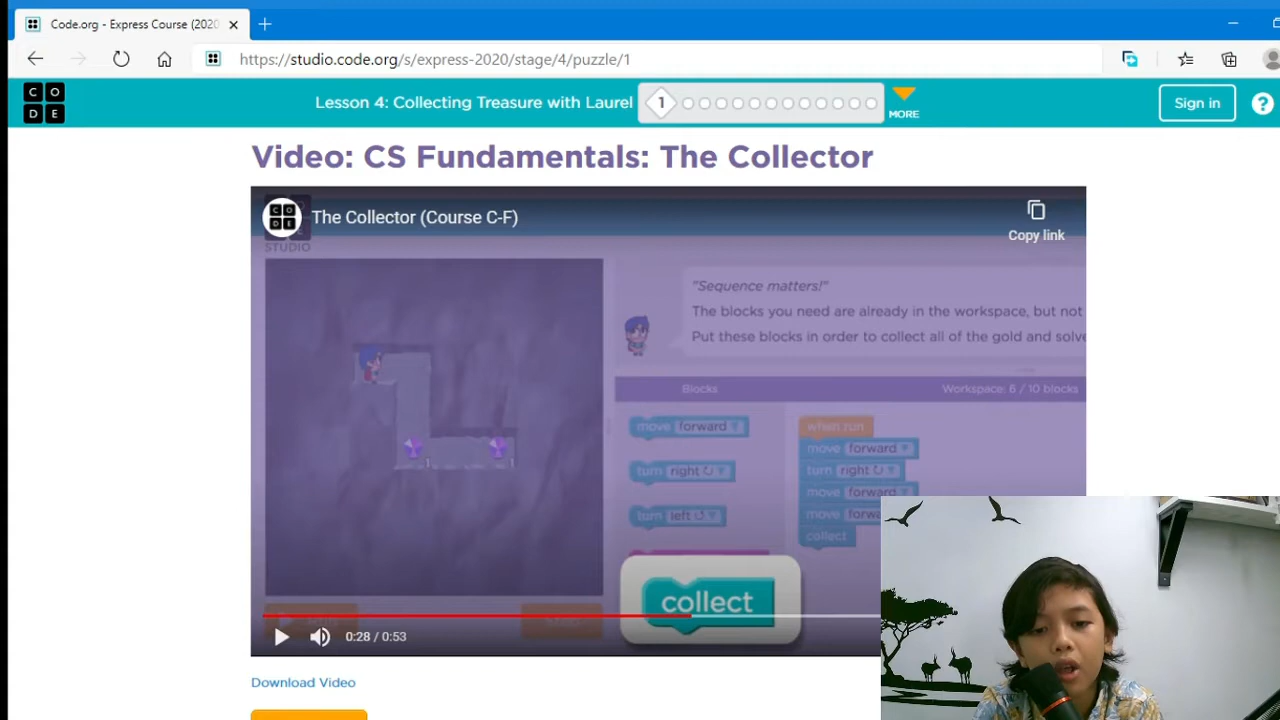 Code.org - Express Course (2020
https://studio.code.org/s/express-2020/stage/4/puzzle/1
C O
D E
Lesson 4: Collecting Treasure with Laurel
1
MORE
Sign in
?
Video: CS Fundamentals: The Collector
C O
D E
The Collector (Course C-F)
Copy link
STUDIO
"Sequence matters!"
The blocks you need are already in the workspace, but not
Put these blocks in order to collect all of the gold and solve
Blocks
Workspace: 6 / 10 blocks
move forward
turn right
turn left
when run
move forward
turn right
move forward
move forwa
collect
collect
0:28 / 0:53
Download Video